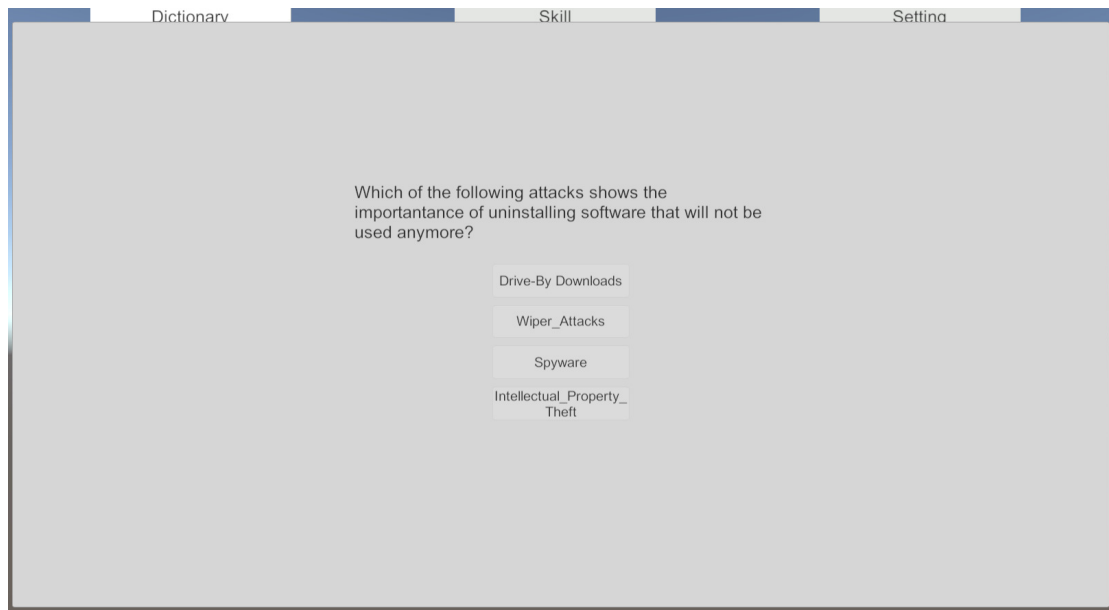 Dictionary
Skill
Setting
Which of the following attacks shows the
importantance of uninstalling software that will not be
used anymore?
Drive-By Downloads
Wiper_Attacks
Spyware
Intellectual_Property_
Theft